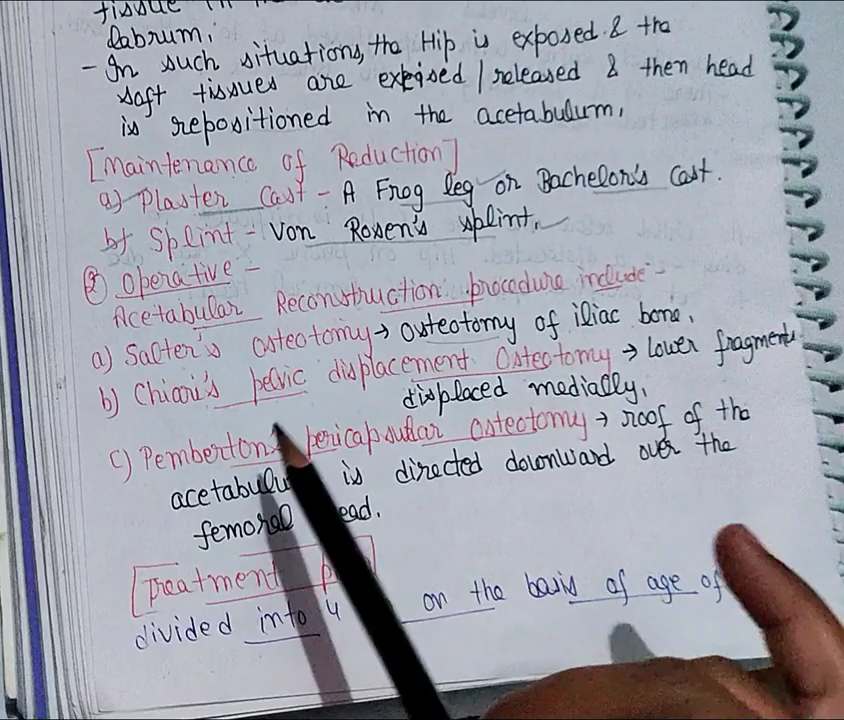 tissue in the
labrum.
- In such situations, the Hip is exposed & the
soft tissues are exeised / released & then head
is repositioned in the acetabulum.
[Maintenance of Reduction]
a) Plaster Cast - A Frog leg or Bachelor's cast.
b) Splint - Von Rosen's splint.
② Operative -
Acetabular Reconstruction procedure include -
a) Salter's osteotomy → osteotomy of iliac bone.
b) Chiari's pelvic displacement Osteotomy → lower fragment
displaced medially.
c) Pemberton pericapsular osteotomy → roof of the
is directed downward over the
femoral
[Treatment
divided into 4 on the basis of age of